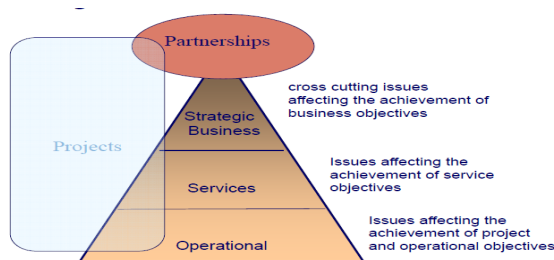 Partnerships
cross cutting issues
affecting the achievement of
business objectives
Strategic
Business
Projects
Issues affecting the
achievement of service
objectives
Services
Issues affecting the
achievement of project
and operational objectives
Operational